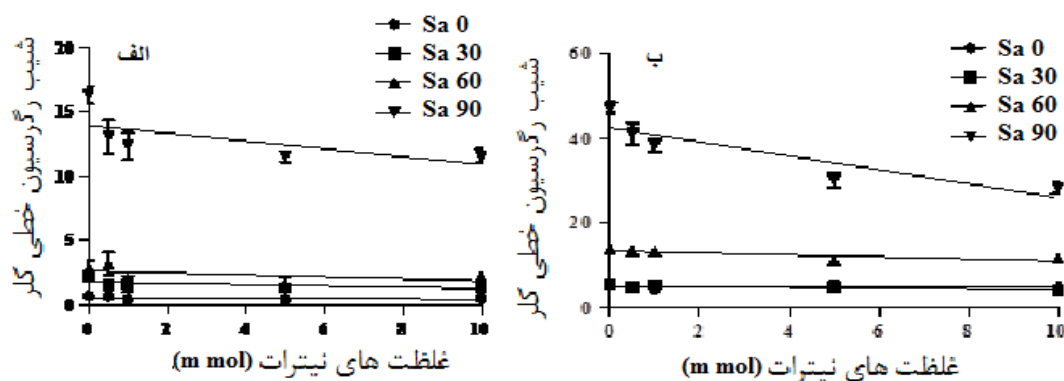 الف
Sa 0
Sa 30
Sa 60
Sa 90
20
15
10
5
0
0 2 4 6 8 10
شیب رگرسیون خطی کلر
غلظت های نیترات (m mol)
ب
Sa 0
Sa 30
Sa 60
Sa 90
60
40
20
0
0 2 4 6 8 10
شیب رگرسیون خطی کلر
غلظت های نیترات (m mol)